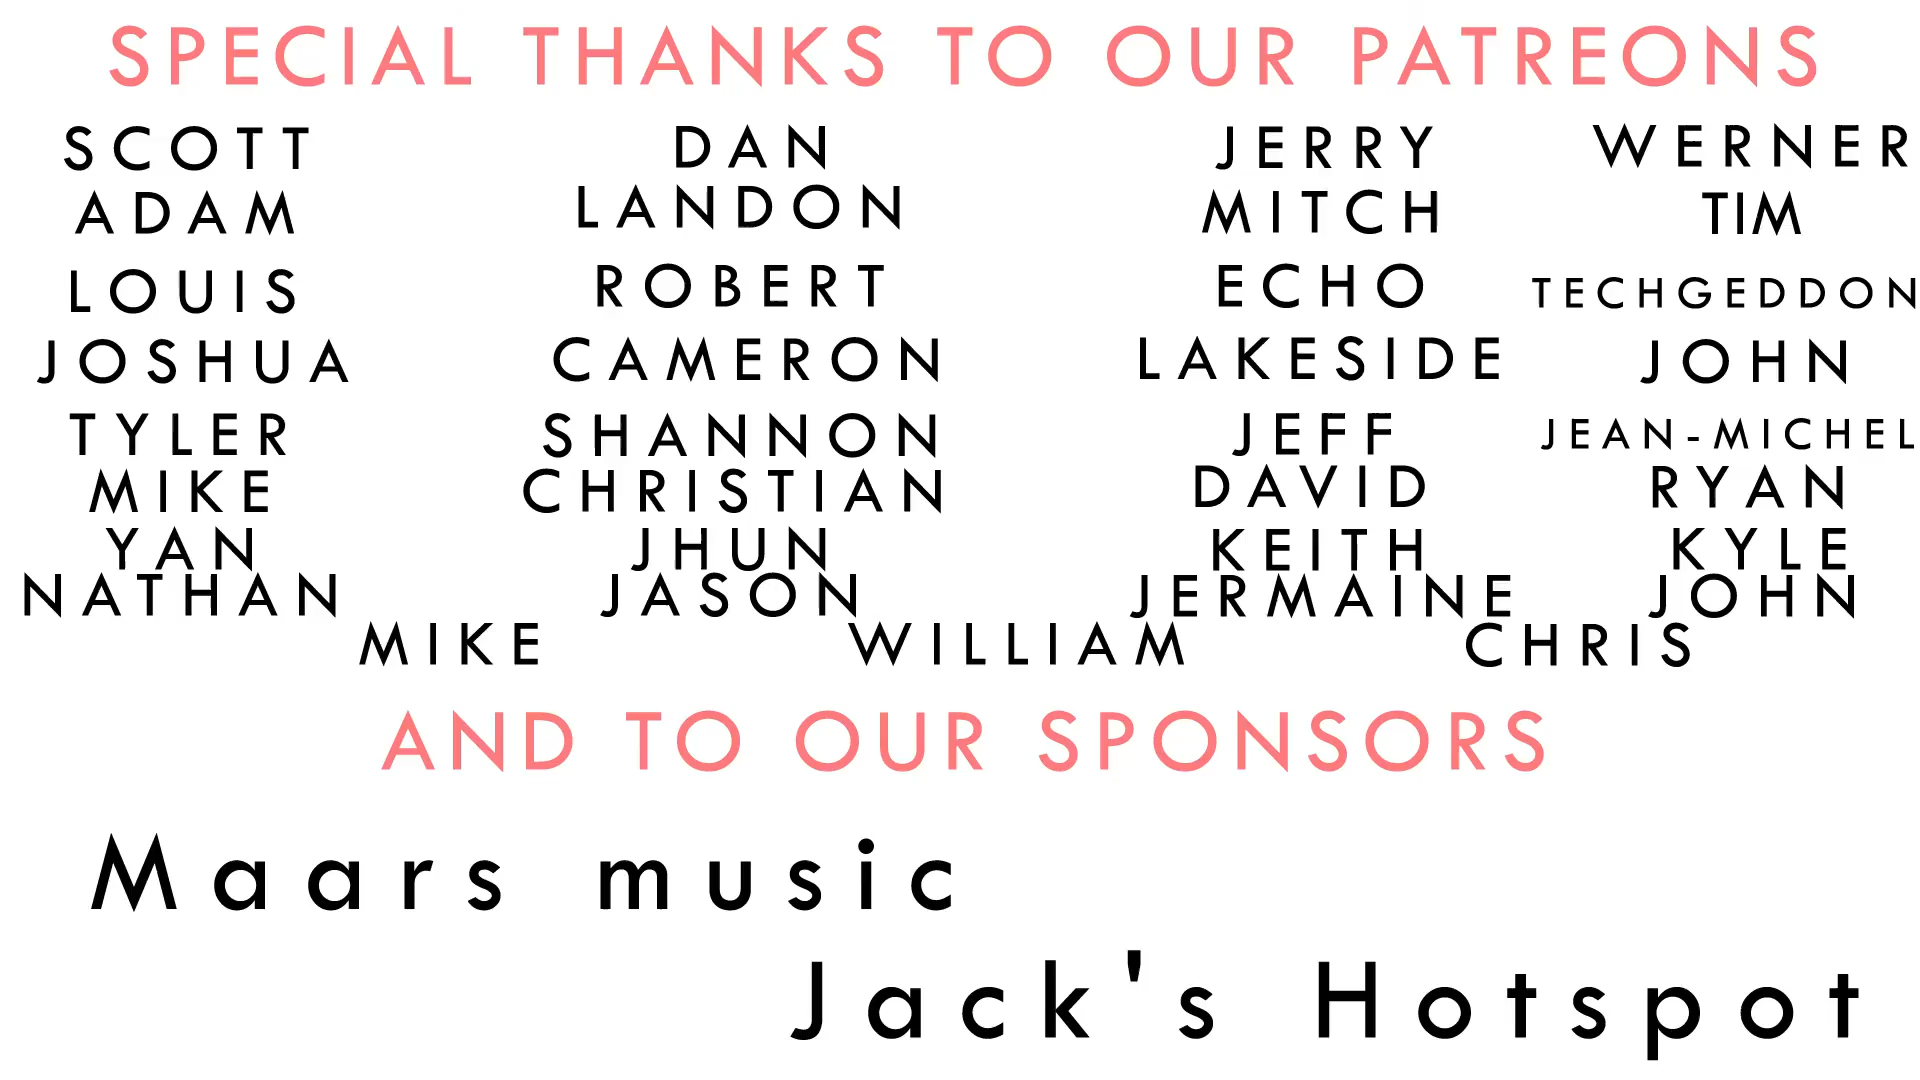 SPECIAL THANKS TO OUR PATREONS
SCOTT DAN JERRY WERNER
ADAM LANDON MITCH TIM
LOUIS ROBERT ECHO TECHGEDDON
JOSHUA CAMERON LAKESIDE JOHN
TYLER SHANNON JEFF JEAN-MICHEL
MIKE CHRISTIAN DAVID RYAN
YAN JHUN KEITH KYLE
NATHAN JASON JERMAINE JOHN
MIKE WILLIAM CHRIS
AND TO OUR SPONSORS
Maars music
Jack's Hotspot